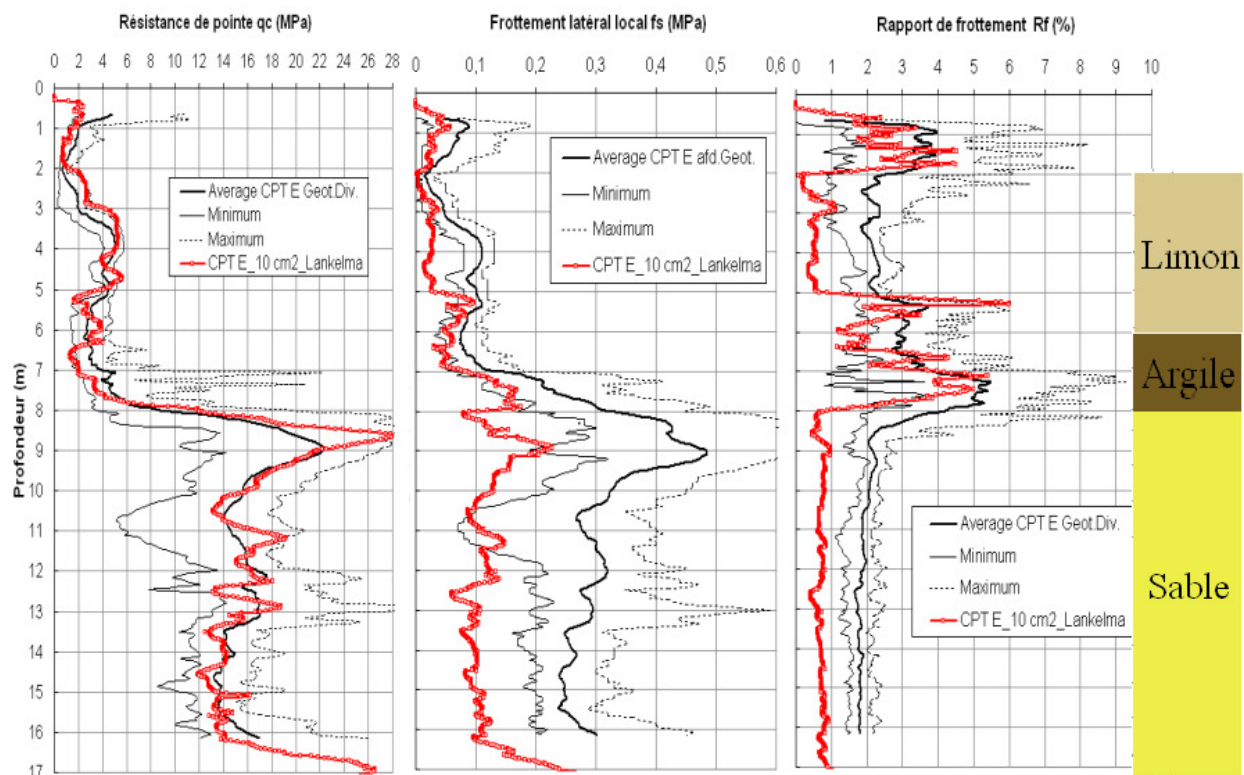 Résistance de pointe qc (MPa)
Frottement latéral local fs (MPa)
Rapport de frottement Rf (%)
0 2 4 6 8 10 12 14 16 18 20 22 24 26 28
0 0,1 0,2 0,3 0,4 0,5 0,6
0 1 2 3 4 5 6 7 8 9 10
Profondeur (m)
0
1
2
3
4
5
6
7
8
9
10
11
12
13
14
15
16
17
Average CPT E Geot.Div.
Minimum
Maximum
CPT E_10 cm2_Lankelma
Average CPT E afd.Geot.
Minimum
Maximum
CPT E_10 cm2_Lankelma
Average CPT E Geot.Div.
Minimum
Maximum
CPT E_10 cm2_Lankelma
Limon
Argile
Sable